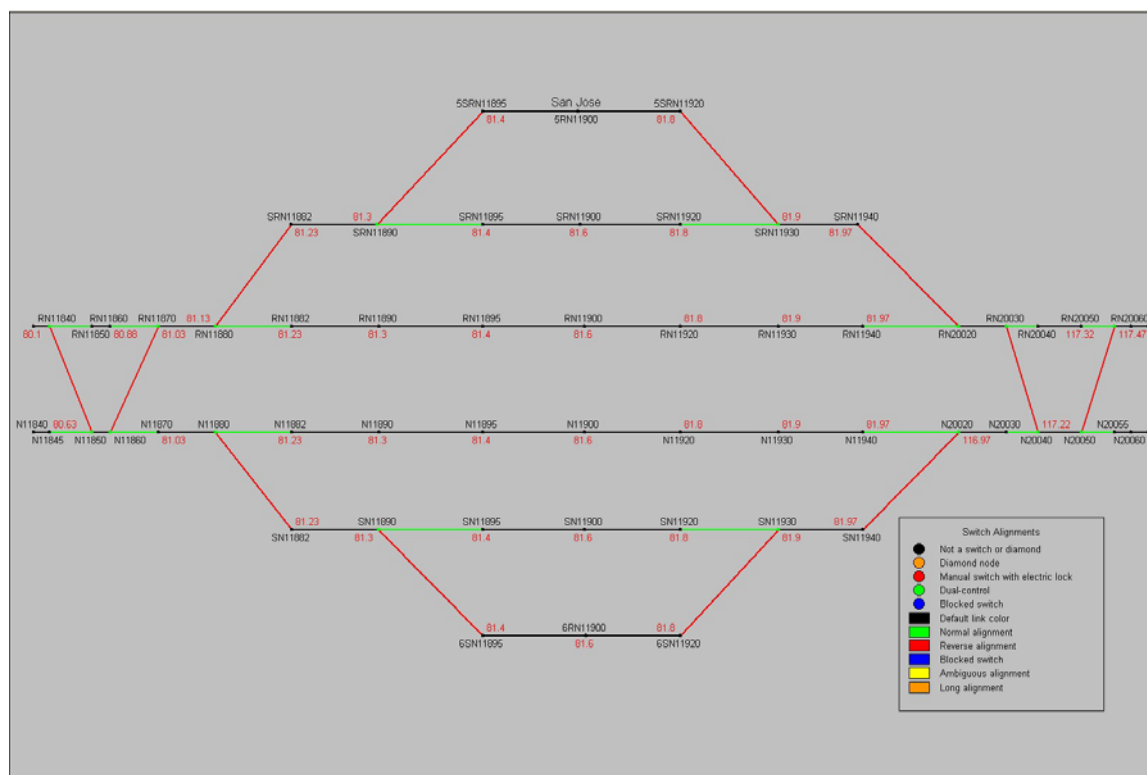 5SRN11895 San Jose 5SRN11920
81.4 5RN11900 81.8
SRN11882 81.3 SRN11895 SRN11900 SRN11920 81.9 SRN11940
81.23 SRN11890 81.4 81.6 81.8 SRN11930 81.97
RN11840 RN11860 RN11870 81.13 RN11882 RN11890 RN11895 RN11900 81.8 81.9 81.97 RN20030 RN20050 RN20060
80.1 RN11850 80.86 81.03 RN11880 81.23 81.3 81.4 81.6 RN11920 RN11930 RN11940 RN20020 RN20040 117.32 117.47
N11840 80.63 N11870 N11880 N11882 N11890 N11895 N11900 81.8 81.9 81.97 N20020 N20030 117.22 N20055
N11845 N11850 N11860 81.03 81.23 81.3 81.4 81.6 N11920 N11930 N11940 116.97 N20040 N20050 N20060
81.23 SN11890 SN11895 SN11900 SN11920 SN11930 81.97
SN11882 81.3 81.4 81.6 81.8 81.9 SN11940
81.4 6RN11900 81.8
6SN11895 81.6 6SN11920
Switch Alignments
Not a switch or diamond
Diamond node
Manual switch with electric lock
Dual-control
Blocked switch
Default link color
Normal alignment
Reverse alignment
Blocked switch
Ambiguous alignment
Long alignment